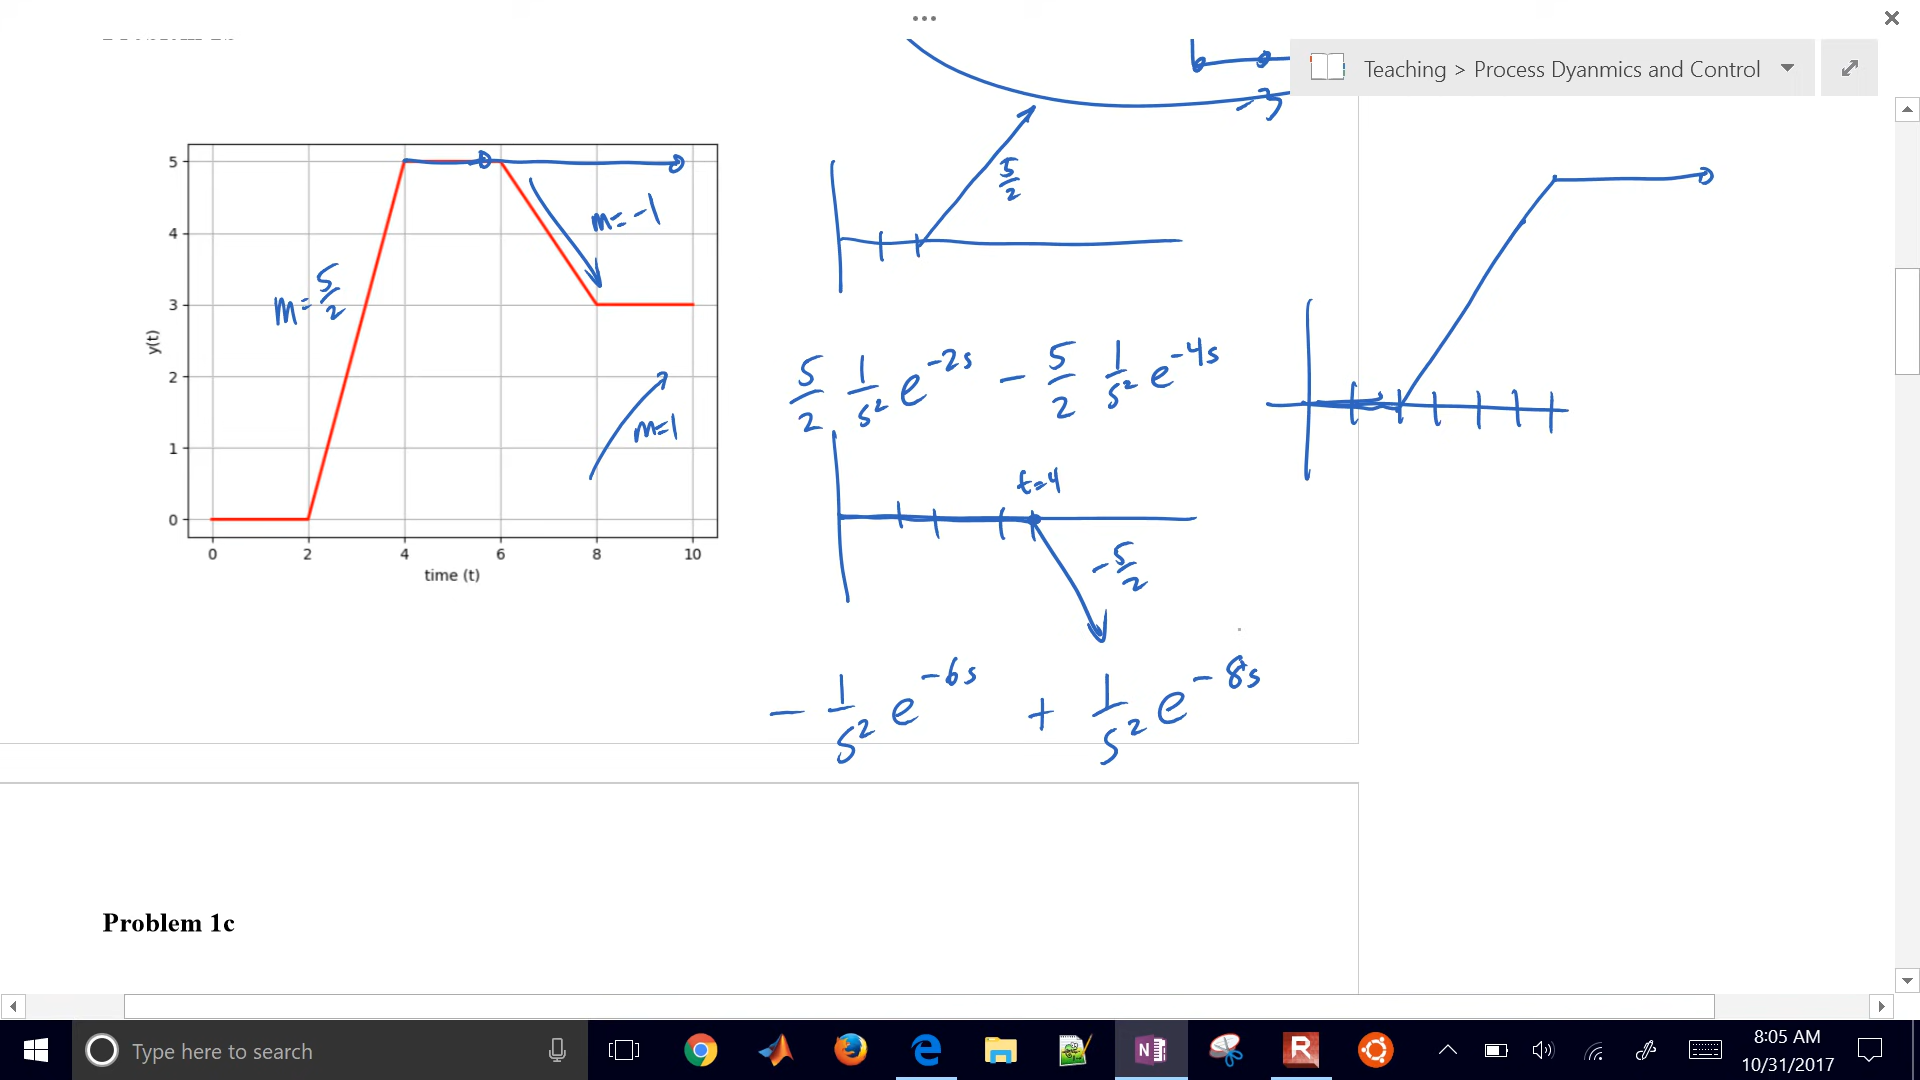 Teaching > Process Dyanmics and Control
-3
5
4
3
2
1
0
y(t)
0 2 4 6 8 10
time (t)
m = 5/2
m = -1
m=1
5/2
5/2 1/s² e^-2s - 5/2 1/s² e^-4s
t=4
-5/2
- 1/s² e^-6s + 1/s² e^-8s
Problem 1c
Type here to search
8:05 AM
10/31/2017